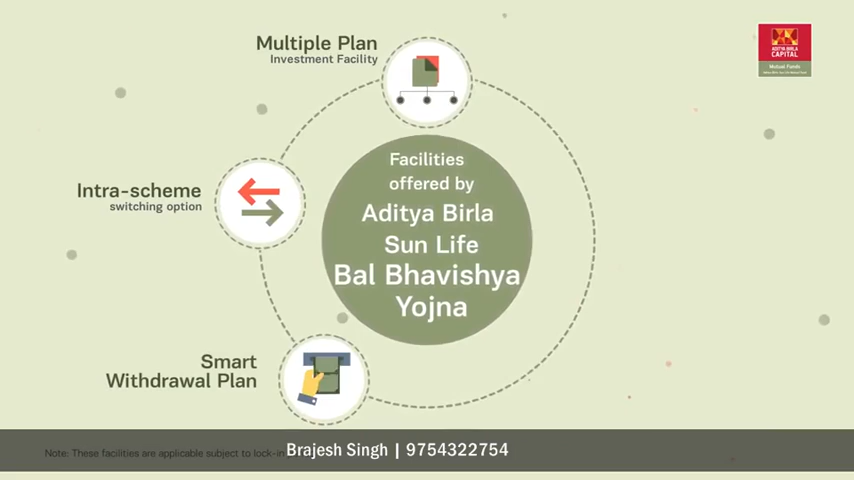 Multiple Plan
Investment Facility
ADITYA BIRLA
CAPITAL
Mutual Funds
Intra-scheme
switching option
Facilities
offered by
Aditya Birla
Sun Life
Bal Bhavishya
Yojna
Smart
Withdrawal Plan
Note: These facilities are applicable subject to lock-in
Brajesh Singh | 9754322754